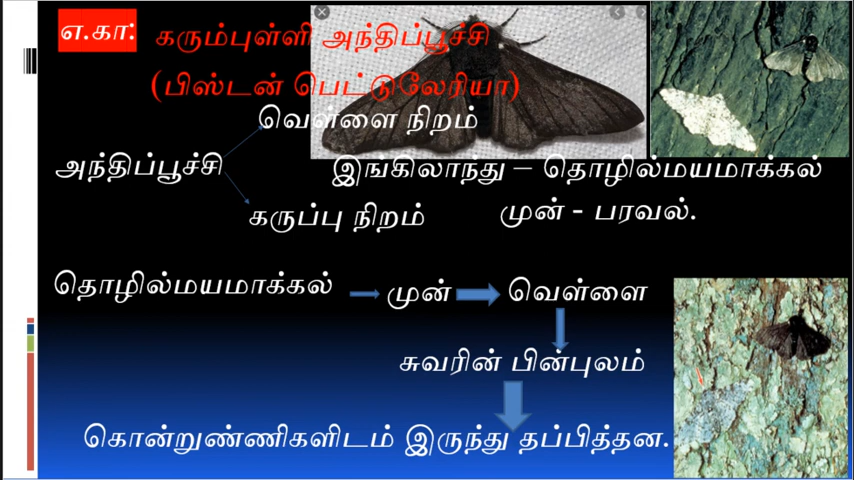 எ.கா: கரும்புள்ளி அந்திப்பூச்சி
(பிஸ்டன் பெட்டுலேரியா)
வெள்ளை நிறம்
அந்திப்பூச்சி
இங்கிலாந்து – தொழில்மயமாக்கல்
கருப்பு நிறம்
முன் - பரவல்.
தொழில்மயமாக்கல் முன் வெள்ளை
சுவரின் பின்புலம்
கொன்றுண்ணிகளிடம் இருந்து தப்பித்தன.